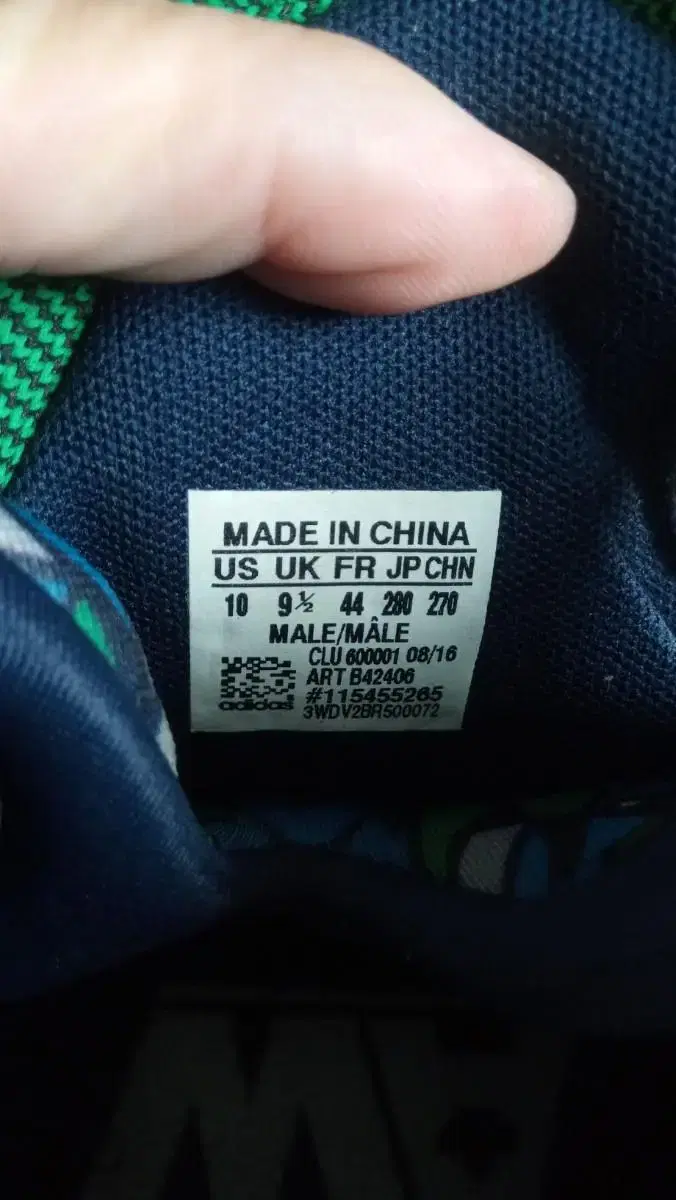 MADE IN CHINA
US UK FR JP CHN
10 9½ 44 280 270
MALE/MÂLE
CLU 600001 08/16
ART B42406
#115455265
adidas
3WDV2BR500072